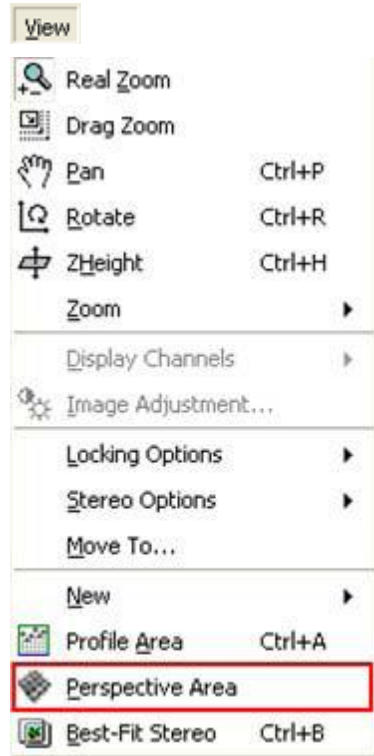 View
Real Zoom
Drag Zoom
Pan Ctrl+P
Rotate Ctrl+R
ZHeight Ctrl+H
Zoom
Display Channels
Image Adjustment...
Locking Options
Stereo Options
Move To...
New
Profile Area Ctrl+A
Perspective Area
Best-Fit Stereo Ctrl+B